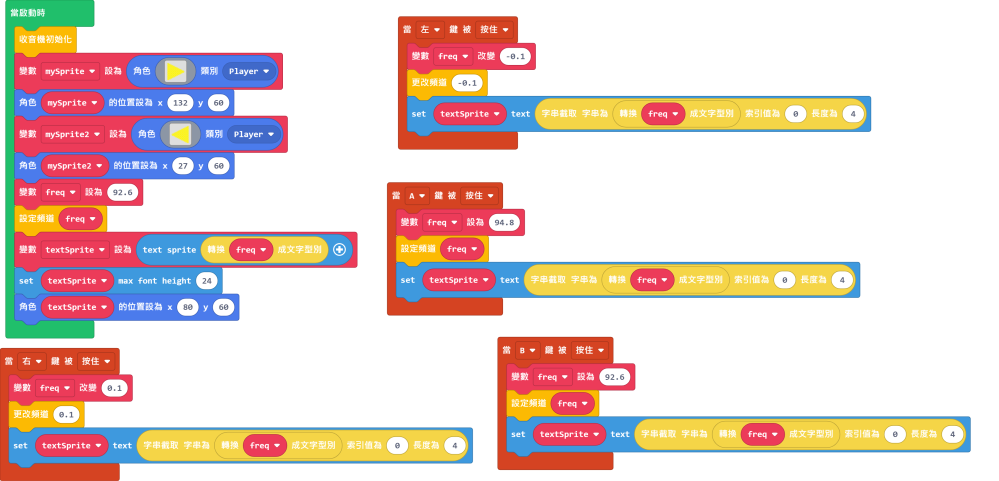 當啟動時
收音機初始化
變數 mySprite 設為 角色 類別 Player
角色 mySprite 的位置設為 x 132 y 60
變數 mySprite2 設為 角色 類別 Player
角色 mySprite2 的位置設為 x 27 y 60
變數 freq 設為 92.6
設定頻道 freq
變數 textSprite 設為 text sprite 轉換 freq 成文字型別
set textSprite max font height 24
角色 textSprite 的位置設為 x 80 y 60
當 左 鍵 被 按住
變數 freq 改變 -0.1
更改頻道 -0.1
set textSprite text 字串截取 字串為 轉換 freq 成文字型別 索引值為 0 長度為 4
當 A 鍵 被 按住
變數 freq 設為 94.8
設定頻道 freq
set textSprite text 字串截取 字串為 轉換 freq 成文字型別 索引值為 0 長度為 4
當 右 鍵 被 按住
變數 freq 改變 0.1
更改頻道 0.1
set textSprite text 字串截取 字串為 轉換 freq 成文字型別 索引值為 0 長度為 4
當 B 鍵 被 按住
變數 freq 設為 92.6
設定頻道 freq
set textSprite text 字串截取 字串為 轉換 freq 成文字型別 索引值為 0 長度為 4